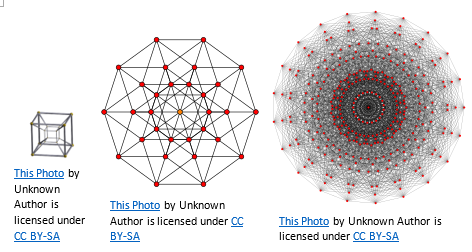 This Photo by
Unknown
Author is
licensed under
CC BY-SA
This Photo by Unknown
Author is licensed under CC
BY-SA
This Photo by Unknown Author is
licensed under CC BY-SA